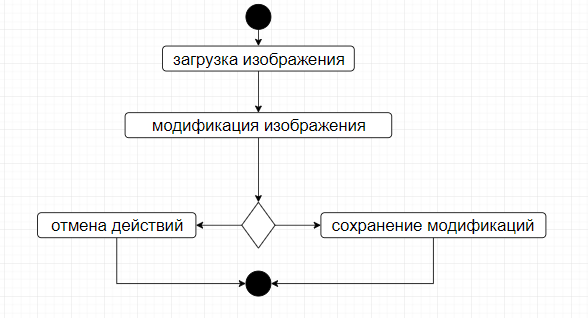 загрузка изображения
модификация изображения
отмена действий
сохранение модификаций